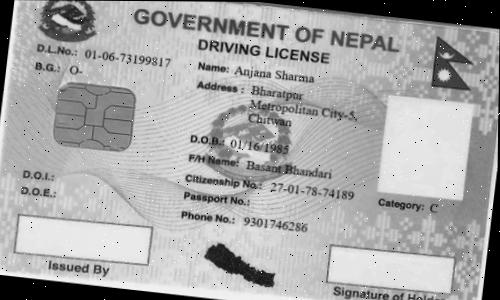 GOVERNMENT OF NEPAL
DRIVING LICENSE
D.L.No.: 01-06-73199817
B.G.: O-
Name: Anjana Sharma
Address : Bharatpur
Metropolitan City-5,
Chitwan
D.O.B: 01/16/1985
F/H Name: Basant Bhandari
Citizenship No.: 27-01-78-74189
Passport No.:
Phone No.: 9301746286
D.O.I.:
D.O.E.:
Category: C
Issued By
Signature of Holder